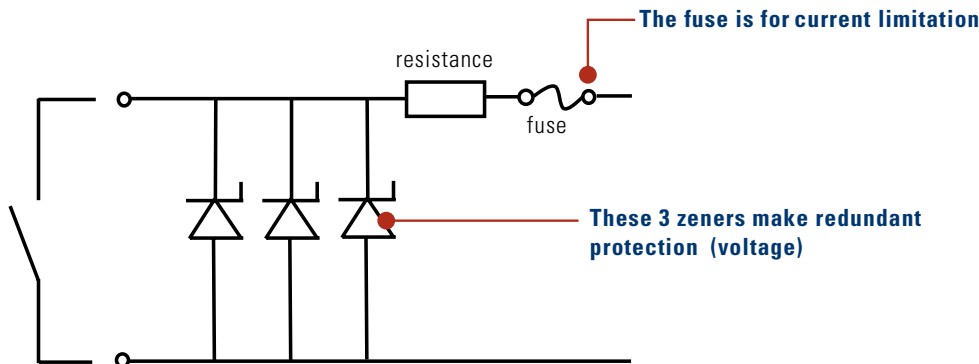 The fuse is for current limitation
resistance
fuse
These 3 zeners make redundant
protection (voltage)